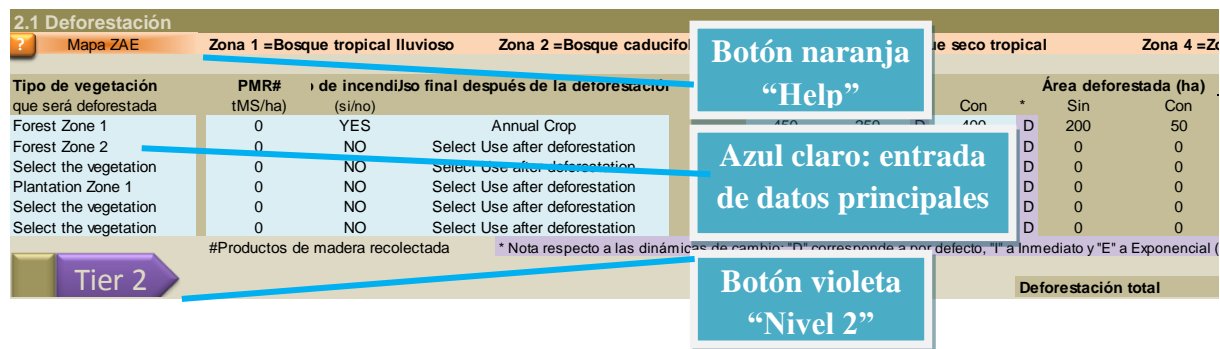 2.1 Deforestación
? Mapa ZAE Zona 1 =Bosque tropical lluvioso Zona 2 =Bosque caducifol e seco tropical Zona 4 =Zo
Botón naranja
“Help”
Tipo de vegetación PMR# de incendi Uso final después de la deforestación Área deforestada (ha)
que será deforestada tMS/ha) (si/no) Con * Sin Con
Forest Zone 1 0 YES Annual Crop 450 250 D 400 D 200 50
Forest Zone 2 0 NO Select Use after deforestation D 0 0
Select the vegetation 0 NO Select Use after deforestation D 0 0
Plantation Zone 1 0 NO Select Use after deforestation D 0 0
Select the vegetation 0 NO Select Use after deforestation D 0 0
Select the vegetation 0 NO Select Use after deforestation D 0 0
Azul claro: entrada
de datos principales
#Productos de madera recolectada * Nota respecto a las dinámicas de cambio: "D" corresponde a por defecto, "I" a Inmediato y "E" a Exponencial (
Tier 2
Botón violeta
“Nivel 2”
Deforestación total